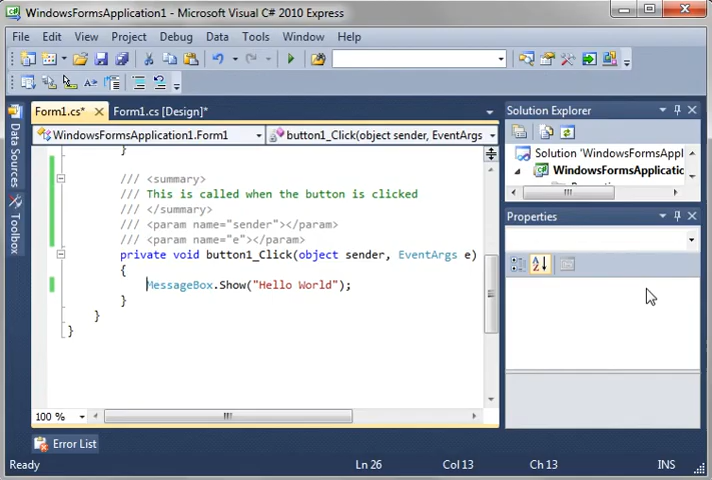 WindowsFormsApplication1 - Microsoft Visual C# 2010 Express
File Edit View Project Debug Data Tools Window Help
Form1.cs* Form1.cs [Design]*
WindowsFormsApplication1.Form1 button1_Click(object sender, EventArgs
Data Sources
Toolbox
}
/// <summary>
/// This is called when the button is clicked
/// </summary>
/// <param name="sender"></param>
/// <param name="e"></param>
private void button1_Click(object sender, EventArgs e)
{
MessageBox.Show("Hello World");
}
}
}
100 %
Solution Explorer
Solution 'WindowsFormsAppl
WindowsFormsApplicatio
Properties
Error List
Ready Ln 26 Col 13 Ch 13 INS